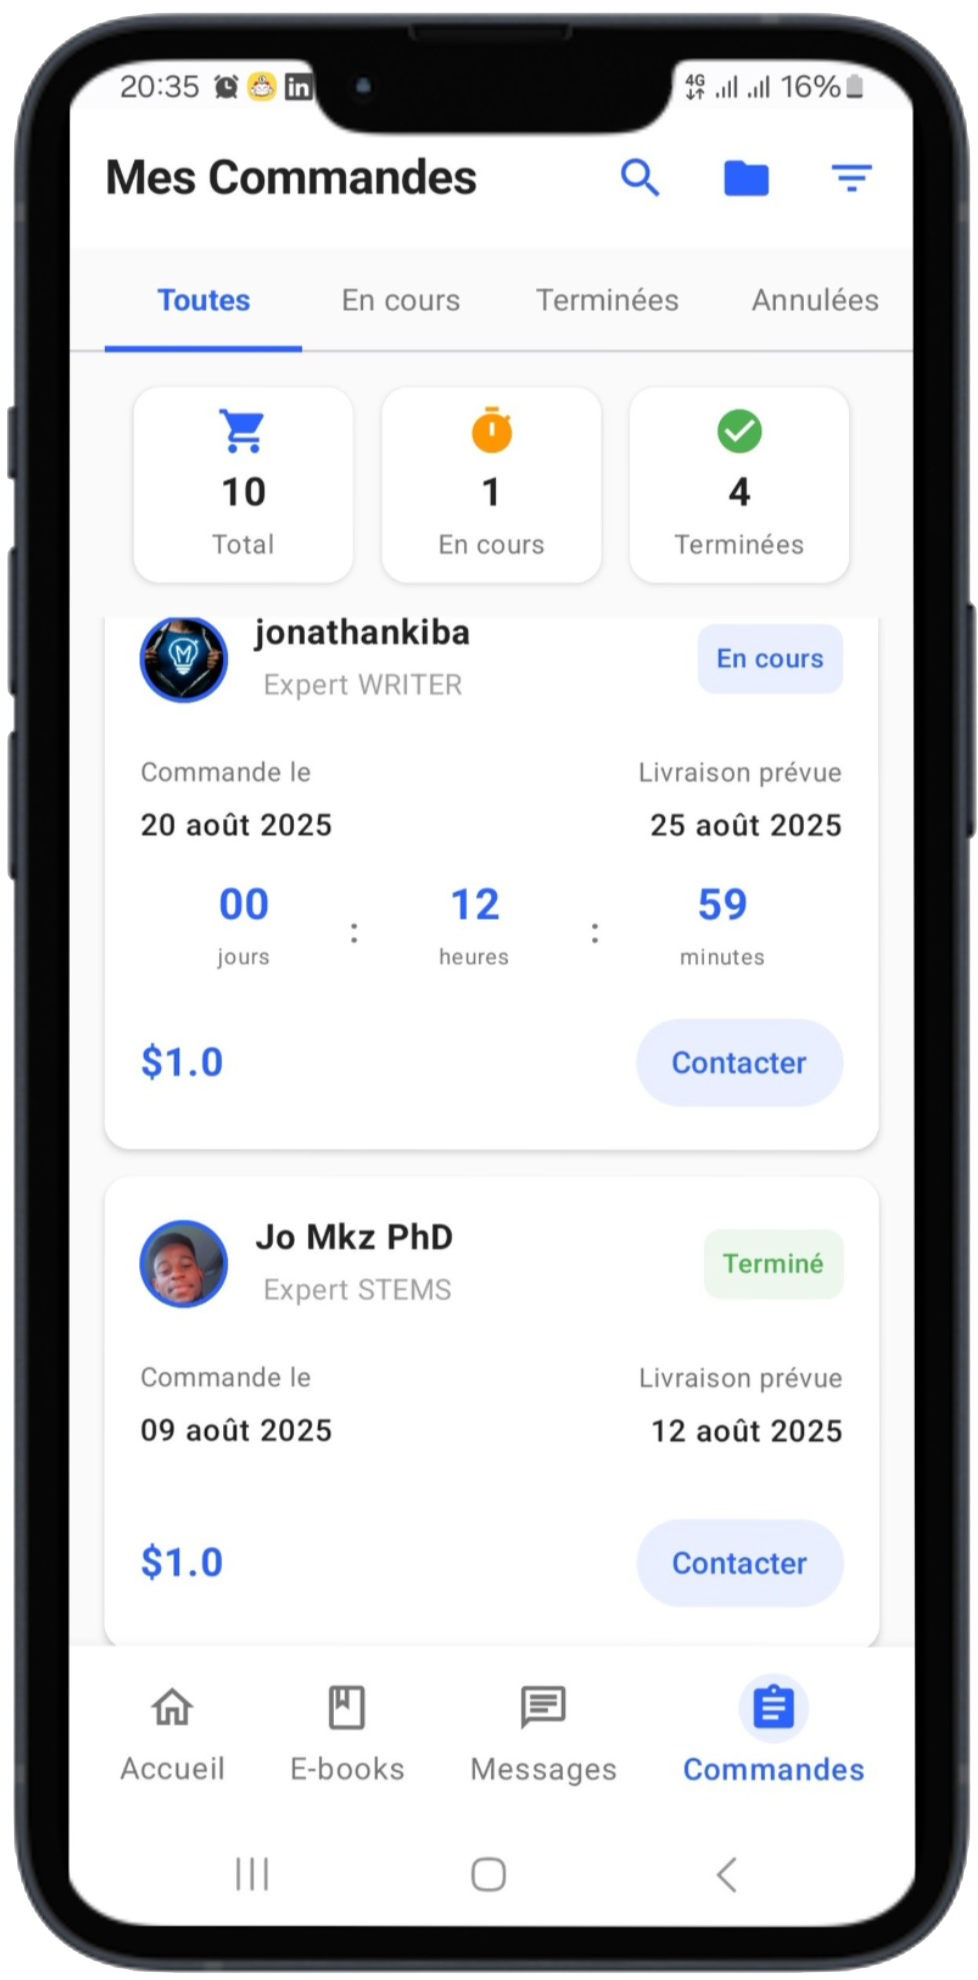 20:35 in 4G 16%
Mes Commandes
Toutes En cours Terminées Annulées
10 1 4
Total En cours Terminées
jonathankiba En cours
Expert WRITER
Commande le Livraison prévue
20 août 2025 25 août 2025
00 : 12 : 59
jours heures minutes
$1.0 Contacter
Jo Mkz PhD Terminé
Expert STEMS
Commande le Livraison prévue
09 août 2025 12 août 2025
$1.0 Contacter
Accueil E-books Messages Commandes